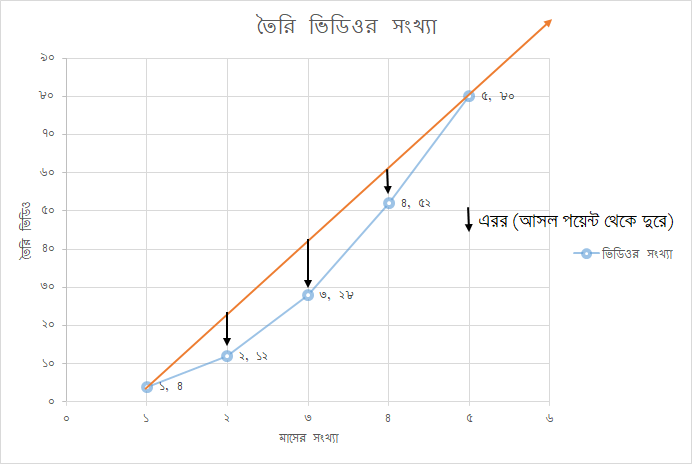 তৈরি ভিডিওর সংখ্যা
৯০
৮০
৭০
৬০
৫০
৪০
৩০
২০
১০
০
তৈরি ভিডিও
৫, ৮০
৪, ৫২
৩, ২৮
২, ১২
১, ৪
এরর (আসল পয়েন্ট থেকে দুরে)
ভিডিওর সংখ্যা
০ ১ ২ ৩ ৪ ৫ ৬
মাসের সংখ্যা